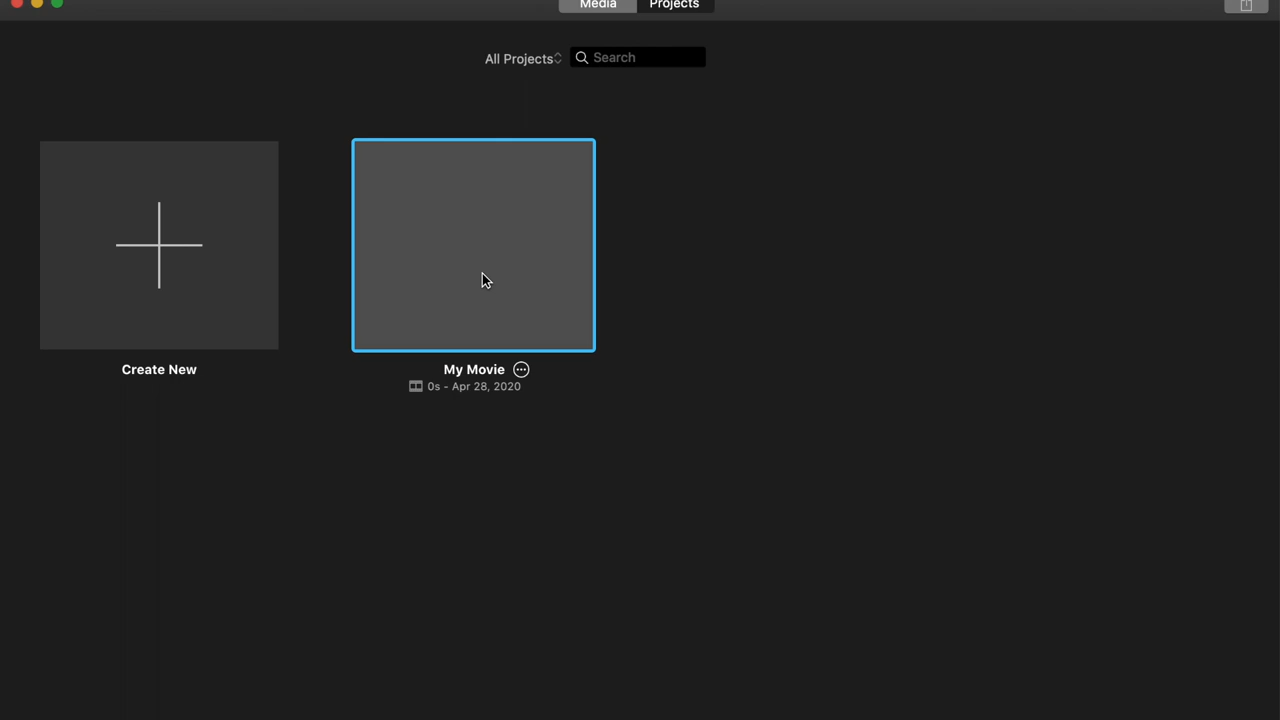 Media Projects
All Projects Search
Create New
My Movie
0s - Apr 28, 2020